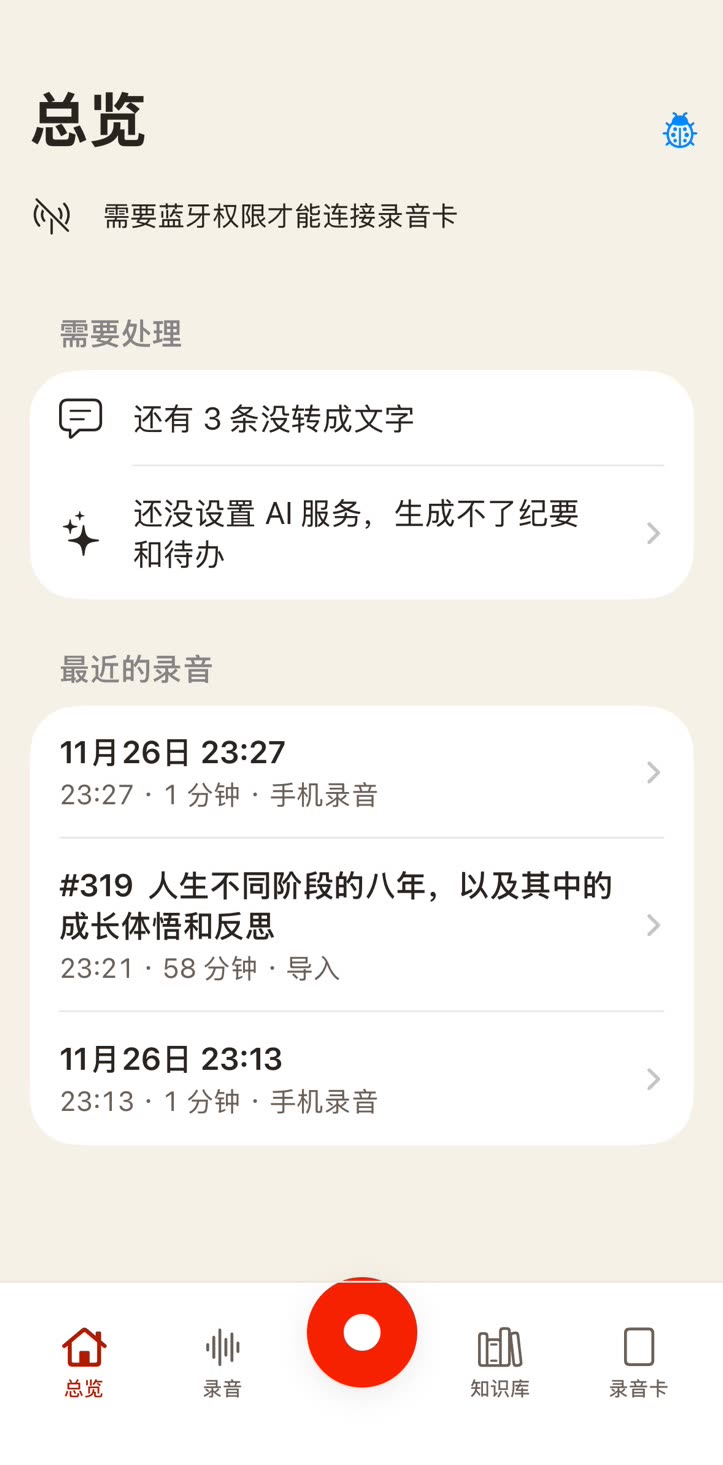 总览
需要蓝牙权限才能连接录音卡
需要处理
还有 3 条没转成文字
还没设置 AI 服务，生成不了纪要
和待办
最近的录音
11月26日 23:27
23:27 · 1 分钟 · 手机录音
#319 人生不同阶段的八年，以及其中的
成长体悟和反思
23:21 · 58 分钟 · 导入
11月26日 23:13
23:13 · 1 分钟 · 手机录音
总览
录音
知识库
录音卡